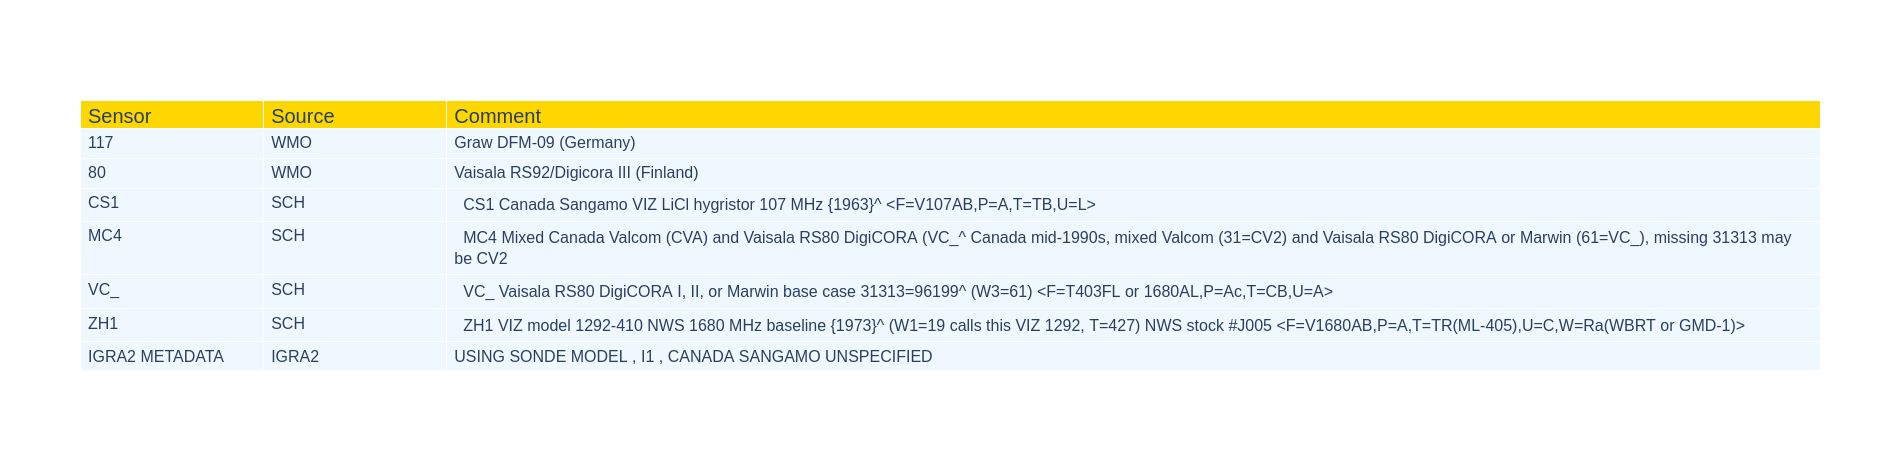 Sensor Source Comment
117 WMO Graw DFM-09 (Germany)
80 WMO Vaisala RS92/Digicora III (Finland)
CS1 SCH CS1 Canada Sangamo VIZ LiCl hygristor 107 MHz {1963}^ <F=V107AB,P=A,T=TB,U=L>
MC4 SCH MC4 Mixed Canada Valcom (CVA) and Vaisala RS80 DigiCORA (VC_^ Canada mid-1990s, mixed Valcom (31=CV2) and Vaisala RS80 DigiCORA or Marwin (61=VC_), missing 31313 may
be CV2
VC_ SCH VC_ Vaisala RS80 DigiCORA I, II, or Marwin base case 31313=96199^ (W3=61) <F=T403FL or 1680AL,P=Ac,T=CB,U=A>
ZH1 SCH ZH1 VIZ model 1292-410 NWS 1680 MHz baseline {1973}^ (W1=19 calls this VIZ 1292, T=427) NWS stock #J005 <F=V1680AB,P=A,T=TR(ML-405),U=C,W=Ra(WBRT or GMD-1)>
IGRA2 METADATA IGRA2 USING SONDE MODEL , I1 , CANADA SANGAMO UNSPECIFIED